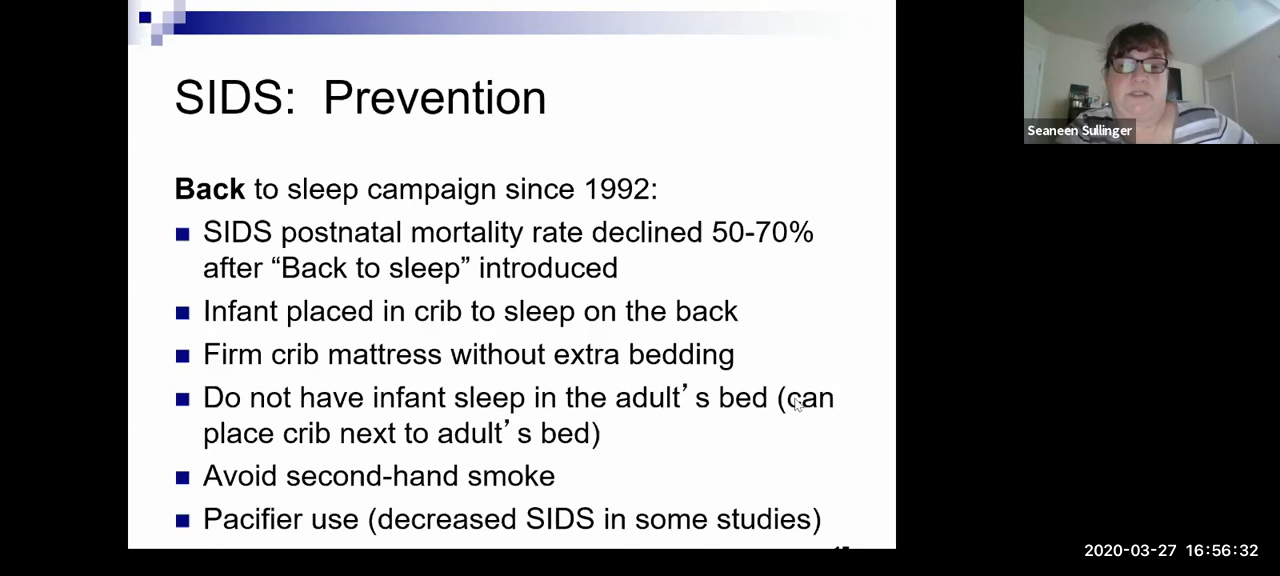 SIDS: Prevention
Back to sleep campaign since 1992:
SIDS postnatal mortality rate declined 50-70%
after “Back to sleep” introduced
Infant placed in crib to sleep on the back
Firm crib mattress without extra bedding
Do not have infant sleep in the adult’s bed (can
place crib next to adult’s bed)
Avoid second-hand smoke
Pacifier use (decreased SIDS in some studies)
Seaneen Sullinger
2020-03-27 16:56:32